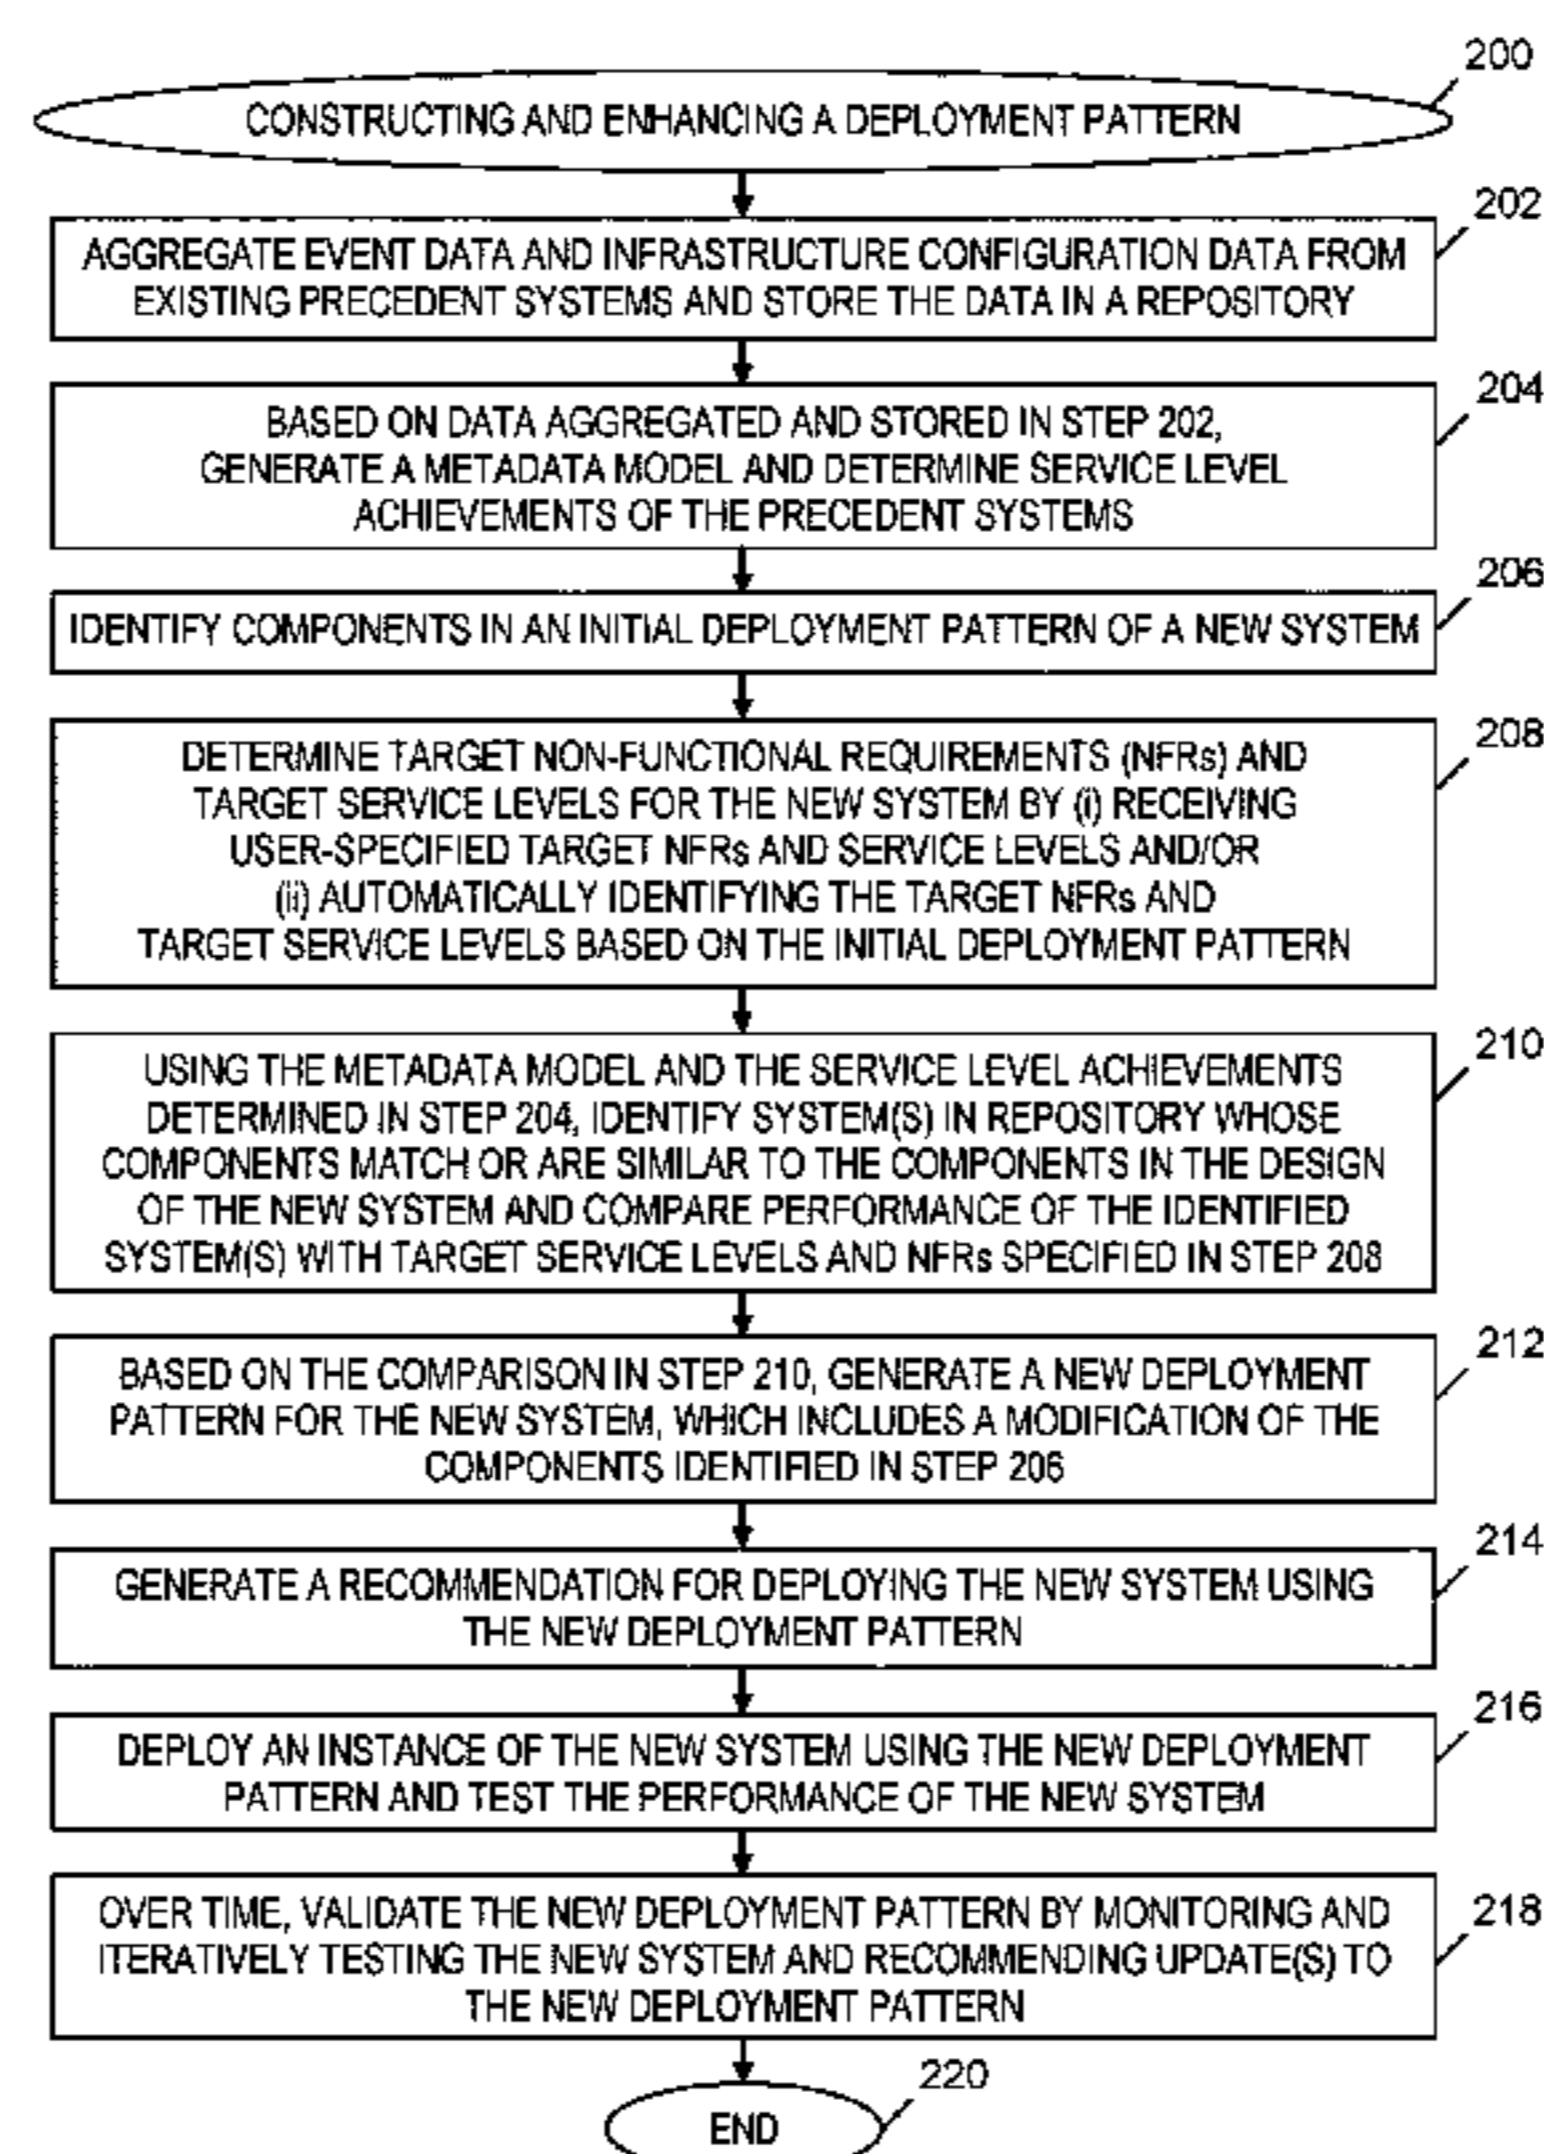 200
CONSTRUCTING AND ENHANCING A DEPLOYMENT PATTERN
202
AGGREGATE EVENT DATA AND INFRASTRUCTURE CONFIGURATION DATA FROM
EXISTING PRECEDENT SYSTEMS AND STORE THE DATA IN A REPOSITORY
204
BASED ON DATA AGGREGATED AND STORED IN STEP 202,
GENERATE A METADATA MODEL AND DETERMINE SERVICE LEVEL
ACHIEVEMENTS OF THE PRECEDENT SYSTEMS
206
IDENTIFY COMPONENTS IN AN INITIAL DEPLOYMENT PATTERN OF A NEW SYSTEM
208
DETERMINE TARGET NON-FUNCTIONAL REQUIREMENTS (NFRs) AND
TARGET SERVICE LEVELS FOR THE NEW SYSTEM BY (i) RECEIVING
USER-SPECIFIED TARGET NFRs AND SERVICE LEVELS AND/OR
(ii) AUTOMATICALLY IDENTIFYING THE TARGET NFRs AND
TARGET SERVICE LEVELS BASED ON THE INITIAL DEPLOYMENT PATTERN
210
USING THE METADATA MODEL AND THE SERVICE LEVEL ACHIEVEMENTS
DETERMINED IN STEP 204, IDENTIFY SYSTEM(S) IN REPOSITORY WHOSE
COMPONENTS MATCH OR ARE SIMILAR TO THE COMPONENTS IN THE DESIGN
OF THE NEW SYSTEM AND COMPARE PERFORMANCE OF THE IDENTIFIED
SYSTEM(S) WITH TARGET SERVICE LEVELS AND NFRs SPECIFIED IN STEP 208
212
BASED ON THE COMPARISON IN STEP 210, GENERATE A NEW DEPLOYMENT
PATTERN FOR THE NEW SYSTEM, WHICH INCLUDES A MODIFICATION OF THE
COMPONENTS IDENTIFIED IN STEP 206
214
GENERATE A RECOMMENDATION FOR DEPLOYING THE NEW SYSTEM USING
THE NEW DEPLOYMENT PATTERN
216
DEPLOY AN INSTANCE OF THE NEW SYSTEM USING THE NEW DEPLOYMENT
PATTERN AND TEST THE PERFORMANCE OF THE NEW SYSTEM
218
OVER TIME, VALIDATE THE NEW DEPLOYMENT PATTERN BY MONITORING AND
ITERATIVELY TESTING THE NEW SYSTEM AND RECOMMENDING UPDATE(S) TO
THE NEW DEPLOYMENT PATTERN
220
END